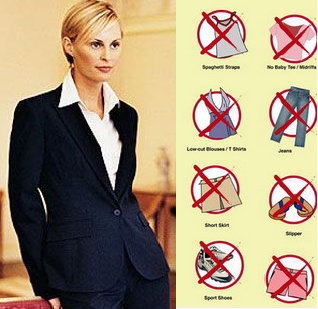 Spaghetti Straps
No Baby Tee / Midriffs
Low-cut Blouses / T Shirts
Jeans
Short Skirt
Slipper
Sport Shoes